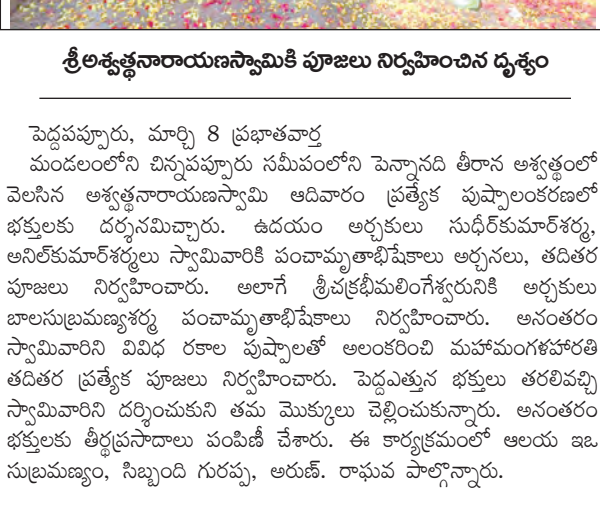 శ్రీఅశ్వత్థనారాయణస్వామికి పూజలు నిర్వహించిన దృశ్యం
పెద్దపప్పూరు, మార్చి 8 ప్రభాతవార్త
మండలంలోని చిన్నపప్పూరు సమీపంలోని పెన్నానది తీరాన అశ్వత్థంలో
వెలసిన అశ్వత్థనారాయణస్వామి ఆదివారం ప్రత్యేక పుష్పాలంకరణలో
భక్తులకు దర్శనమిచ్చారు. ఉదయం అర్చకులు సుధీర్‌కుమార్‌శర్మ,
అనిల్‌కుమార్‌శర్మలు స్వామివారికి పంచామృతాభిషేకాలు అర్చనలు, తదితర
పూజలు నిర్వహించారు. అలాగే శ్రీచక్రభీమలింగేశ్వరునికి అర్చకులు
బాలసుబ్రమణ్యశర్మ పంచామృతాభిషేకాలు నిర్వహించారు. అనంతరం
స్వామివారిని వివిధ రకాల పుష్పాలతో అలంకరించి మహామంగళహారతి
తదితర ప్రత్యేక పూజలు నిర్వహించారు. పెద్దఎత్తున భక్తులు తరలివచ్చి
స్వామివారిని దర్శించుకుని తమ మొక్కులు చెల్లించుకున్నారు. అనంతరం
భక్తులకు తీర్థప్రసాదాలు పంపిణీ చేశారు. ఈ కార్యక్రమంలో ఆలయ ఇఒ
సుబ్రమణ్యం, సిబ్బంది గురప్ప, అరుణ్. రాఘవ పాల్గొన్నారు.